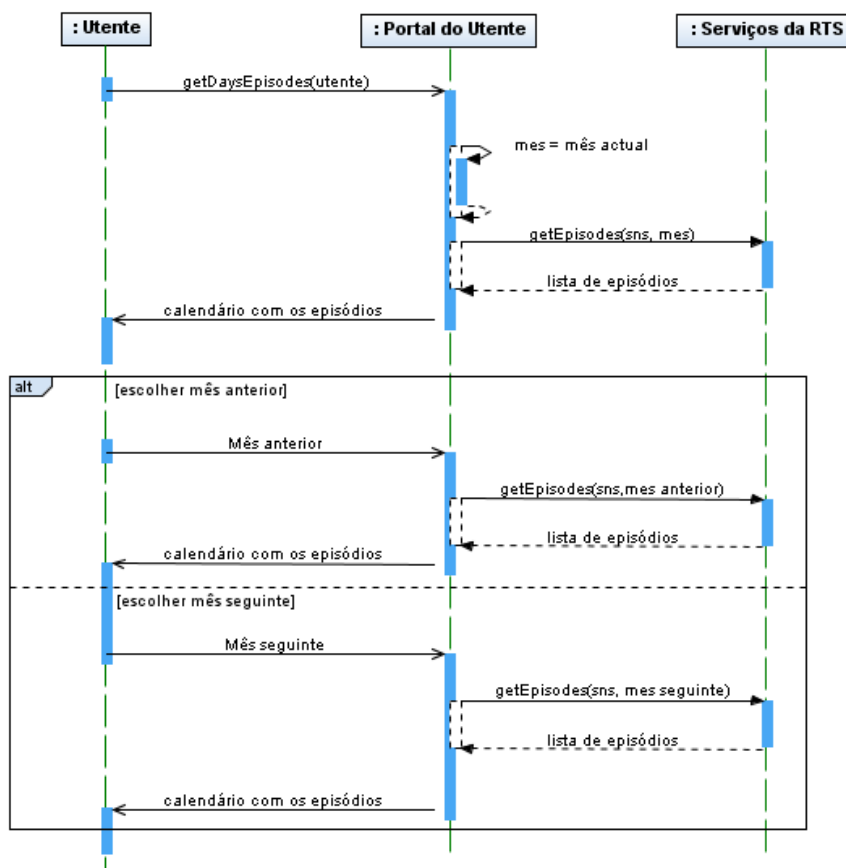 : Utente
: Portal do Utente
: Serviços da RTS
getDaysEpisodes(utente)
mes = mês actual
getEpisodes(sns, mes)
lista de episódios
calendário com os episódios
alt
[escolher mês anterior]
Mês anterior
getEpisodes(sns,mes anterior)
lista de episódios
calendário com os episódios
[escolher mês seguinte]
Mês seguinte
getEpisodes(sns, mes seguinte)
lista de episódios
calendário com os episódios